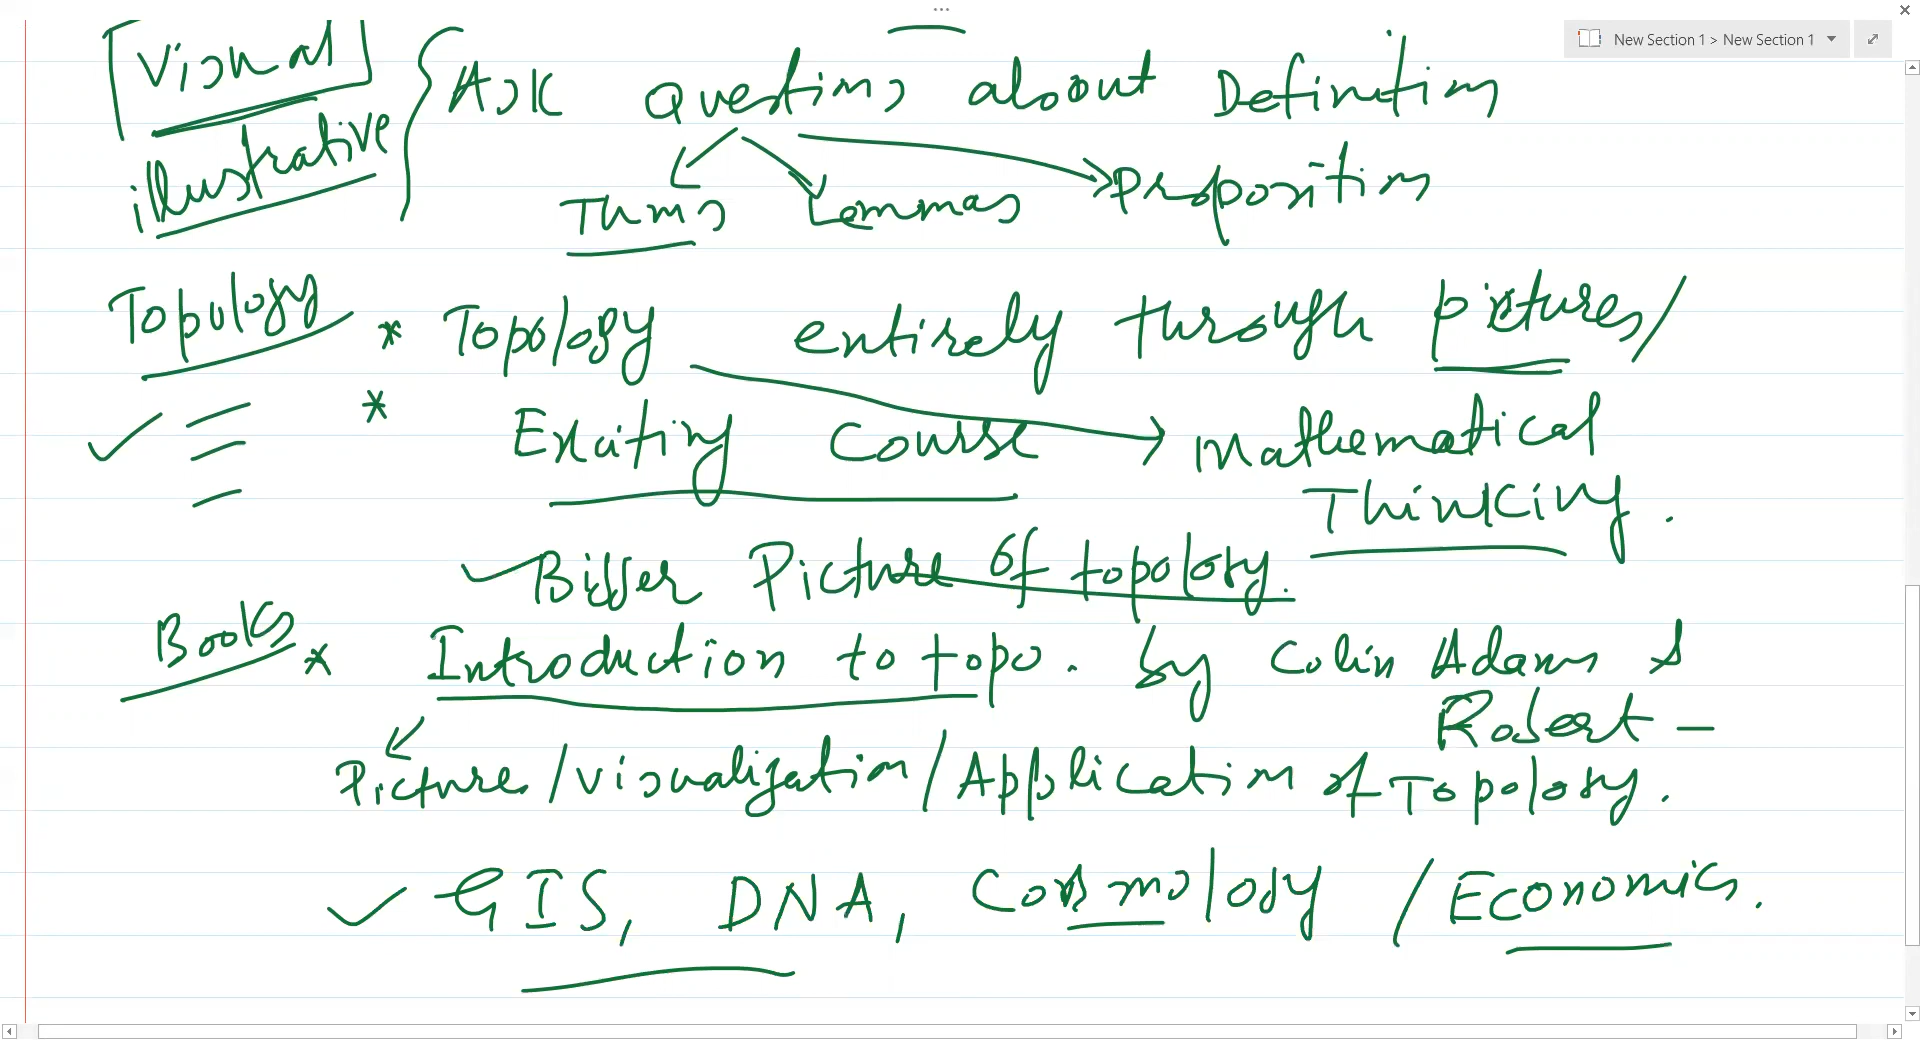 New Section 1 > New Section 1
[Visual]
illustrative
Ask Questions about Definition
Thms Lemmas Proposition
Topology * Topology entirely through pictures/
* Exciting Course → Mathematical
Thinking.
Bigger Picture of topology.
Books * Introduction to topo. by Colin Adams &
Robert –
Picture/visualization/Application of Topology.
✓ GIS, DNA, Cosmology / Economics.